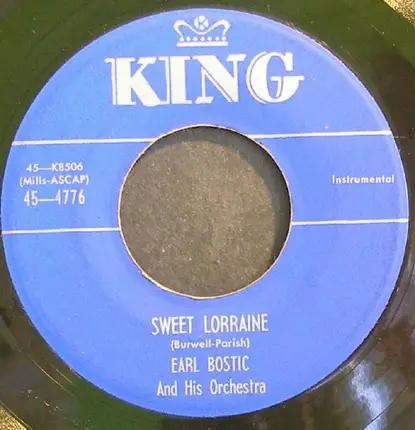 KING
45—K8506
(Mills-ASCAP)
45—4776
Instrumental
SWEET LORRAINE
(Burwell-Parish)
EARL BOSTIC
And His Orchestra